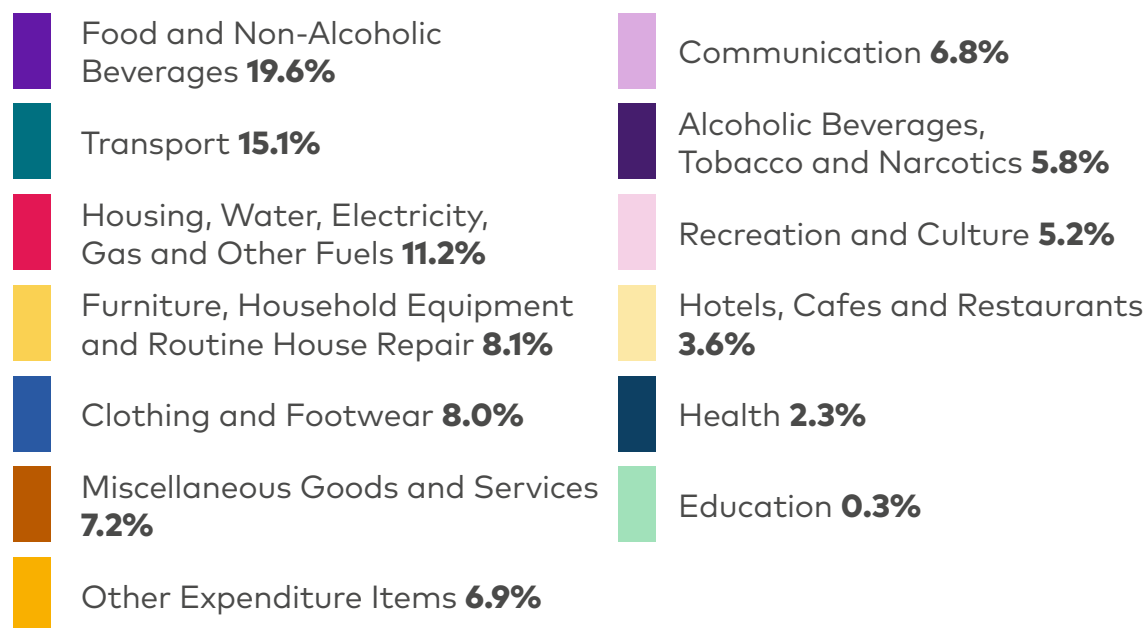 Food and Non-Alcoholic
Beverages 19.6%
Transport 15.1%
Housing, Water, Electricity,
Gas and Other Fuels 11.2%
Furniture, Household Equipment
and Routine House Repair 8.1%
Clothing and Footwear 8.0%
Miscellaneous Goods and Services
7.2%
Other Expenditure Items 6.9%
Communication 6.8%
Alcoholic Beverages,
Tobacco and Narcotics 5.8%
Recreation and Culture 5.2%
Hotels, Cafes and Restaurants
3.6%
Health 2.3%
Education 0.3%